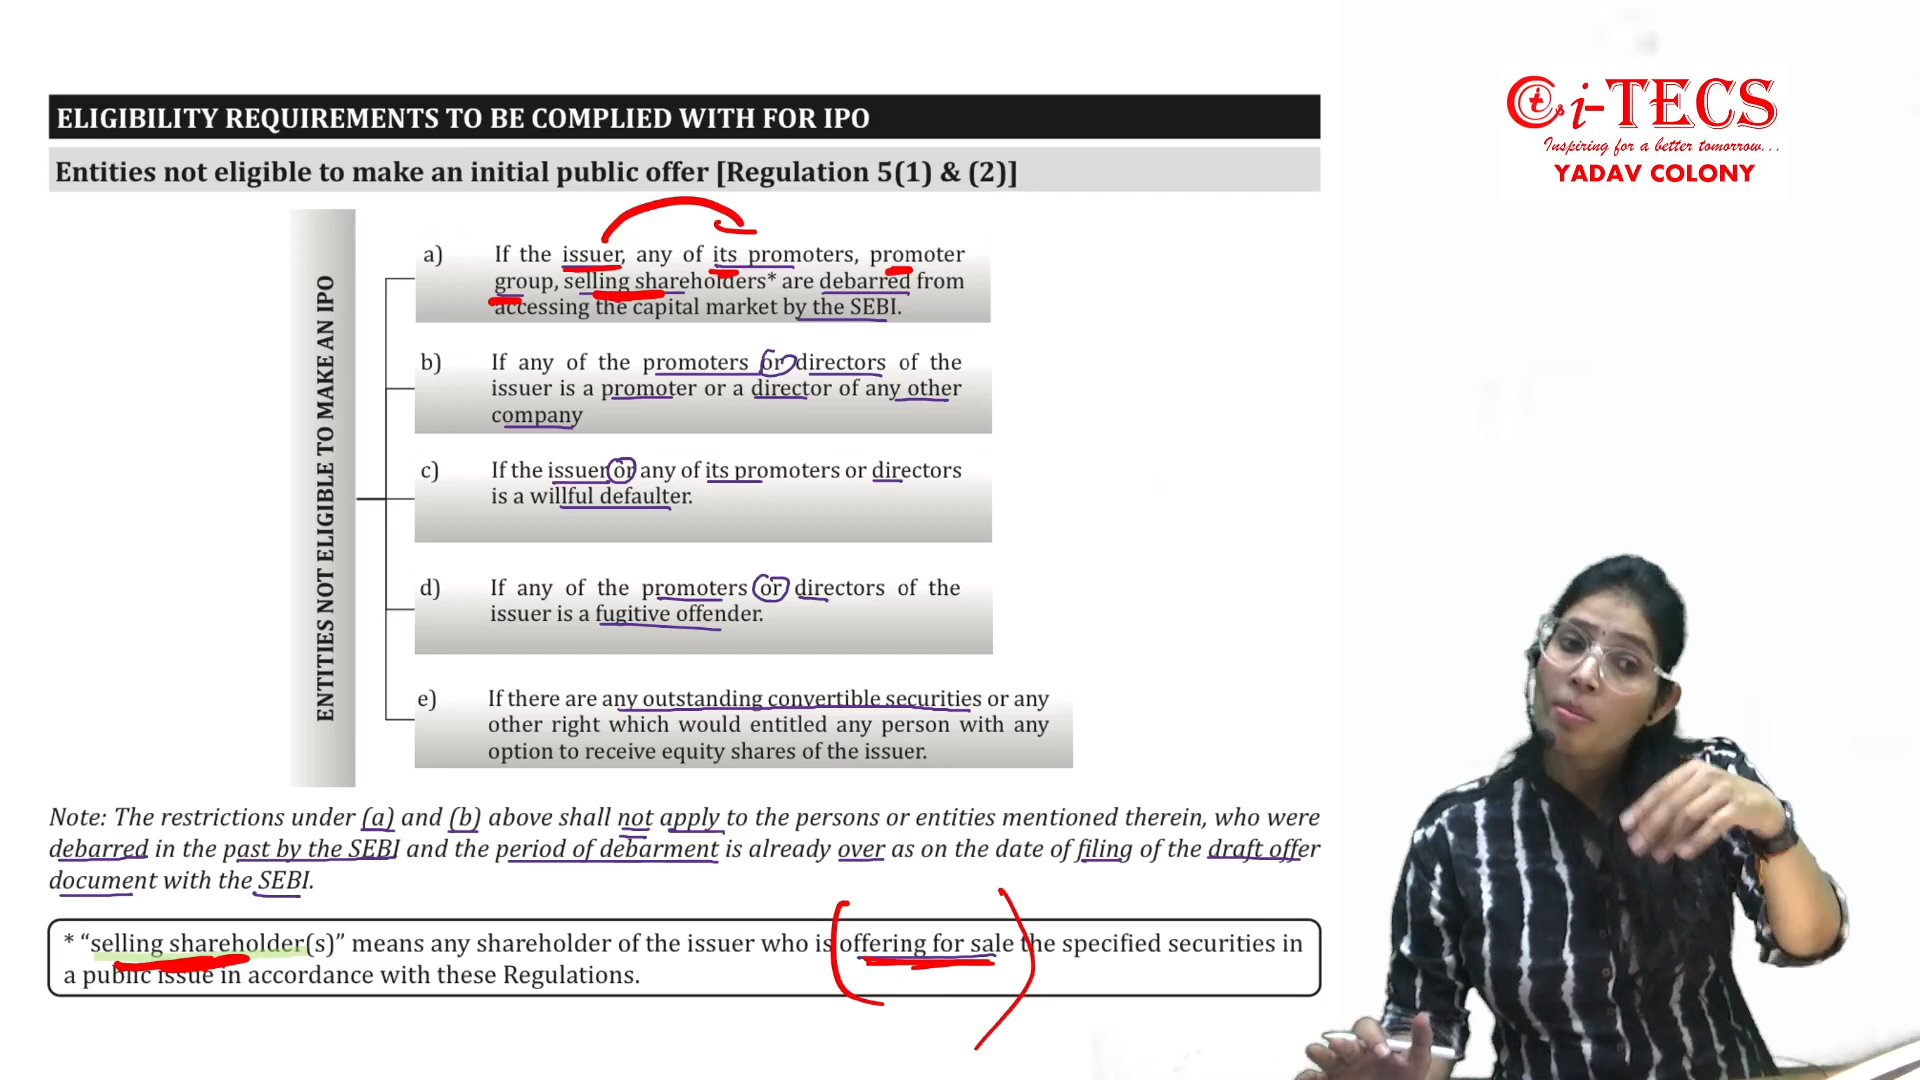 ELIGIBILITY REQUIREMENTS TO BE COMPLIED WITH FOR IPO
Entities not eligible to make an initial public offer [Regulation 5(1) & (2)]
ENTITIES NOT ELIGIBLE TO MAKE AN IPO
a) If the issuer, any of its promoters, promoter
group, selling shareholders* are debarred from
accessing the capital market by the SEBI.
b) If any of the promoters or directors of the
issuer is a promoter or a director of any other
company
c) If the issuer or any of its promoters or directors
is a willful defaulter.
d) If any of the promoters or directors of the
issuer is a fugitive offender.
e) If there are any outstanding convertible securities or any
other right which would entitled any person with any
option to receive equity shares of the issuer.
Note: The restrictions under (a) and (b) above shall not apply to the persons or entities mentioned therein, who were
debarred in the past by the SEBI and the period of debarment is already over as on the date of filing of the draft offer
document with the SEBI.
* “selling shareholder(s)” means any shareholder of the issuer who is offering for sale the specified securities in
a public issue in accordance with these Regulations.
i-TECS
Inspiring for a better tomorrow...
YADAV COLONY